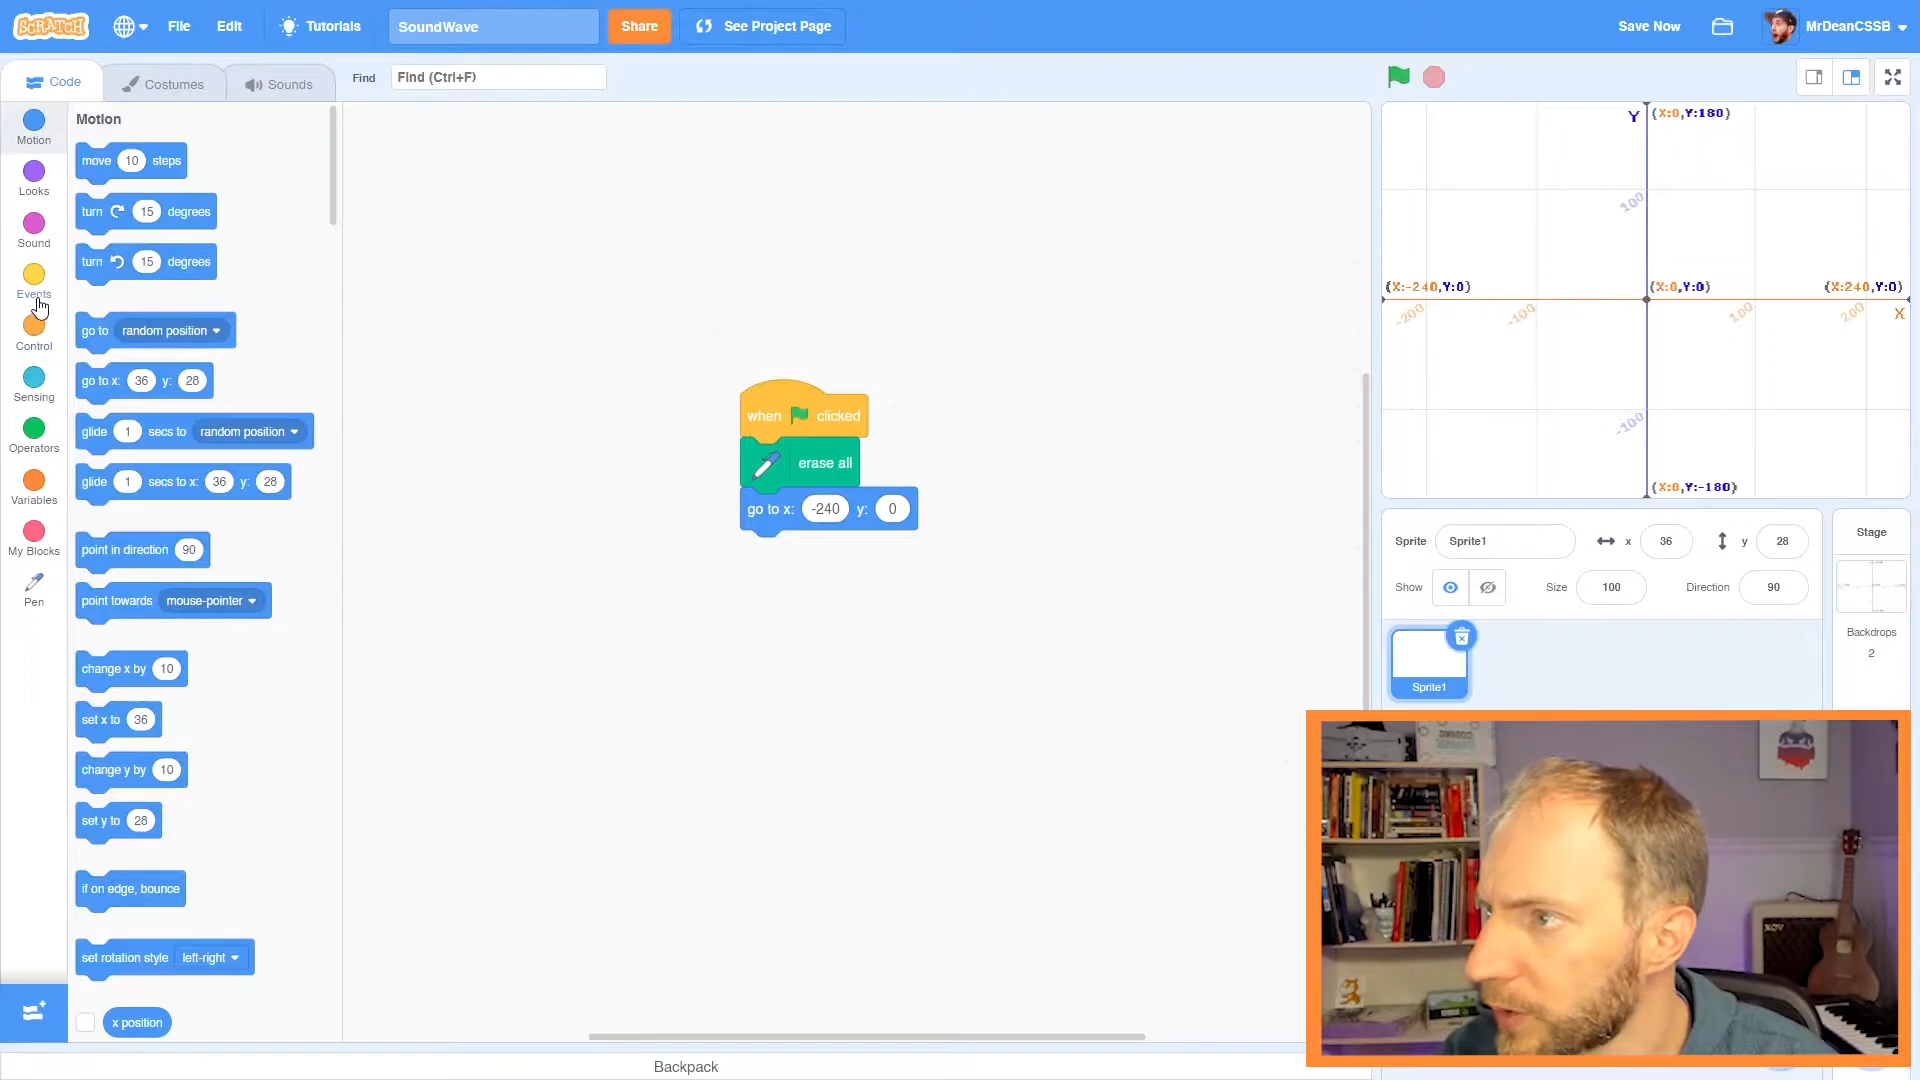 SCRATCH
File
Edit
Tutorials
SoundWave
Share
See Project Page
Save Now
MrDeanCSSB
Code
Costumes
Sounds
Find
Find (Ctrl+F)
Motion
Looks
Sound
Events
Control
Sensing
Operators
Variables
My Blocks
Pen
Motion
move 10 steps
turn 15 degrees
turn 15 degrees
go to random position
go to x: 36 y: 28
glide 1 secs to random position
glide 1 secs to x: 36 y: 28
point in direction 90
point towards mouse-pointer
change x by 10
set x to 36
change y by 10
set y to 28
if on edge, bounce
set rotation style left-right
x position
when clicked
erase all
go to x: -240 y: 0
Y
(X:0,Y:180)
100
(X:-240,Y:0)
(X:0,Y:0)
(X:240,Y:0)
-200
-100
100
200
X
-100
(X:0,Y:-180)
Sprite Sprite1 x 36 y 28
Show Size 100 Direction 90
Sprite1
Stage
Backdrops
2
Backpack
CODING